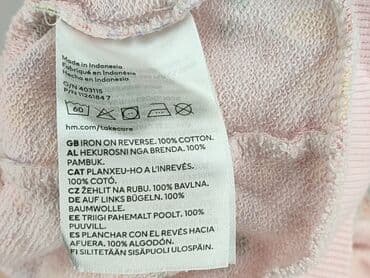 Made in Indonesia
Fabriqué en Indonésie
Hecho en Indonesia
O/N 403115
P/N 1126184 7
60
hm.com/takecare
GB IRON ON REVERSE. 100% COTTON.
AL HEKUROSNI NGA BRENDA. 100%
PAMBUK.
CAT PLANXEU-HO A L'INREVÉS.
100% COTÓ.
CZ ŽEHLIT NA RUBU. 100% BAVLNA.
DE AUF LINKS BÜGELN. 100%
BAUMWOLLE.
EE TRIIGI PAHEMALT POOLT. 100%
PUUVILL.
ES PLANCHAR CON EL REVÉS HACIA
AFUERA. 100% ALGODÓN.
FI SILITETÄÄN SISÄPUOLI ULOSPÄIN.